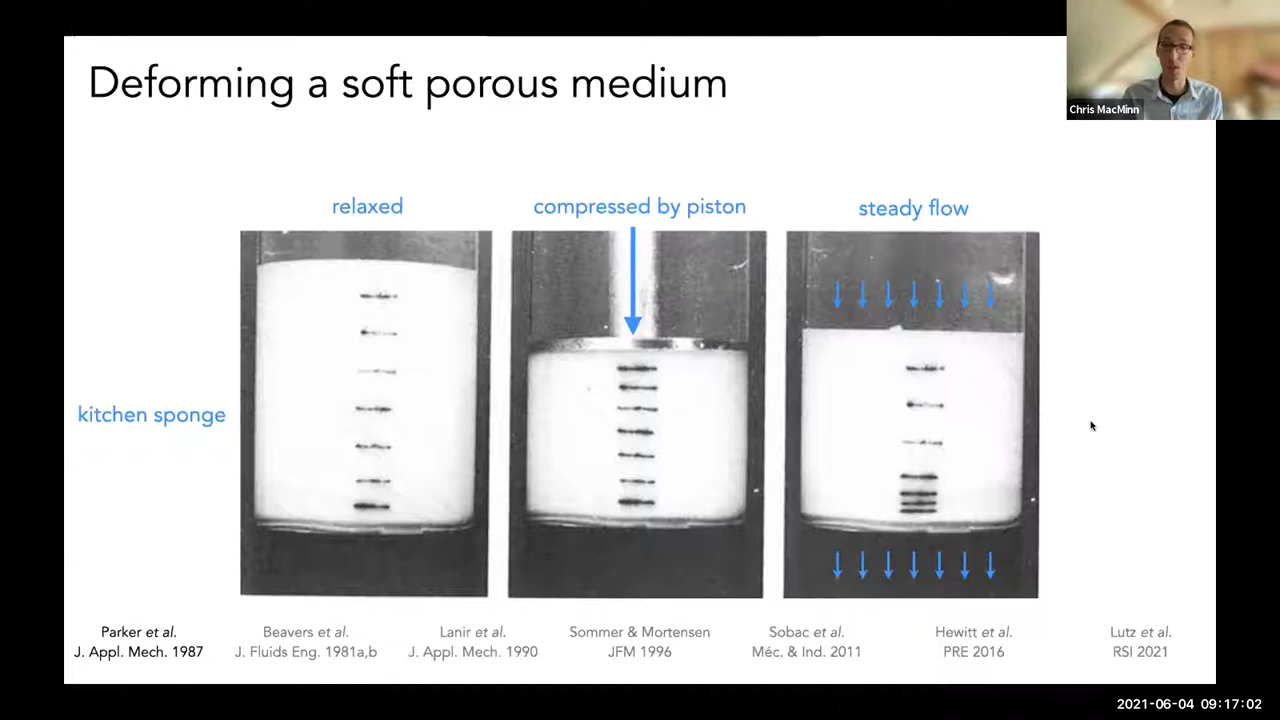 Deforming a soft porous medium
Chris MacMinn
relaxed
compressed by piston
steady flow
kitchen sponge
Parker et al.
J. Appl. Mech. 1987
Beavers et al.
J. Fluids Eng. 1981a,b
Lanir et al.
J. Appl. Mech. 1990
Sommer & Mortensen
JFM 1996
Sobac et al.
Méc. & Ind. 2011
Hewitt et al.
PRE 2016
Lutz et al.
RSI 2021
2021-06-04 09:17:02